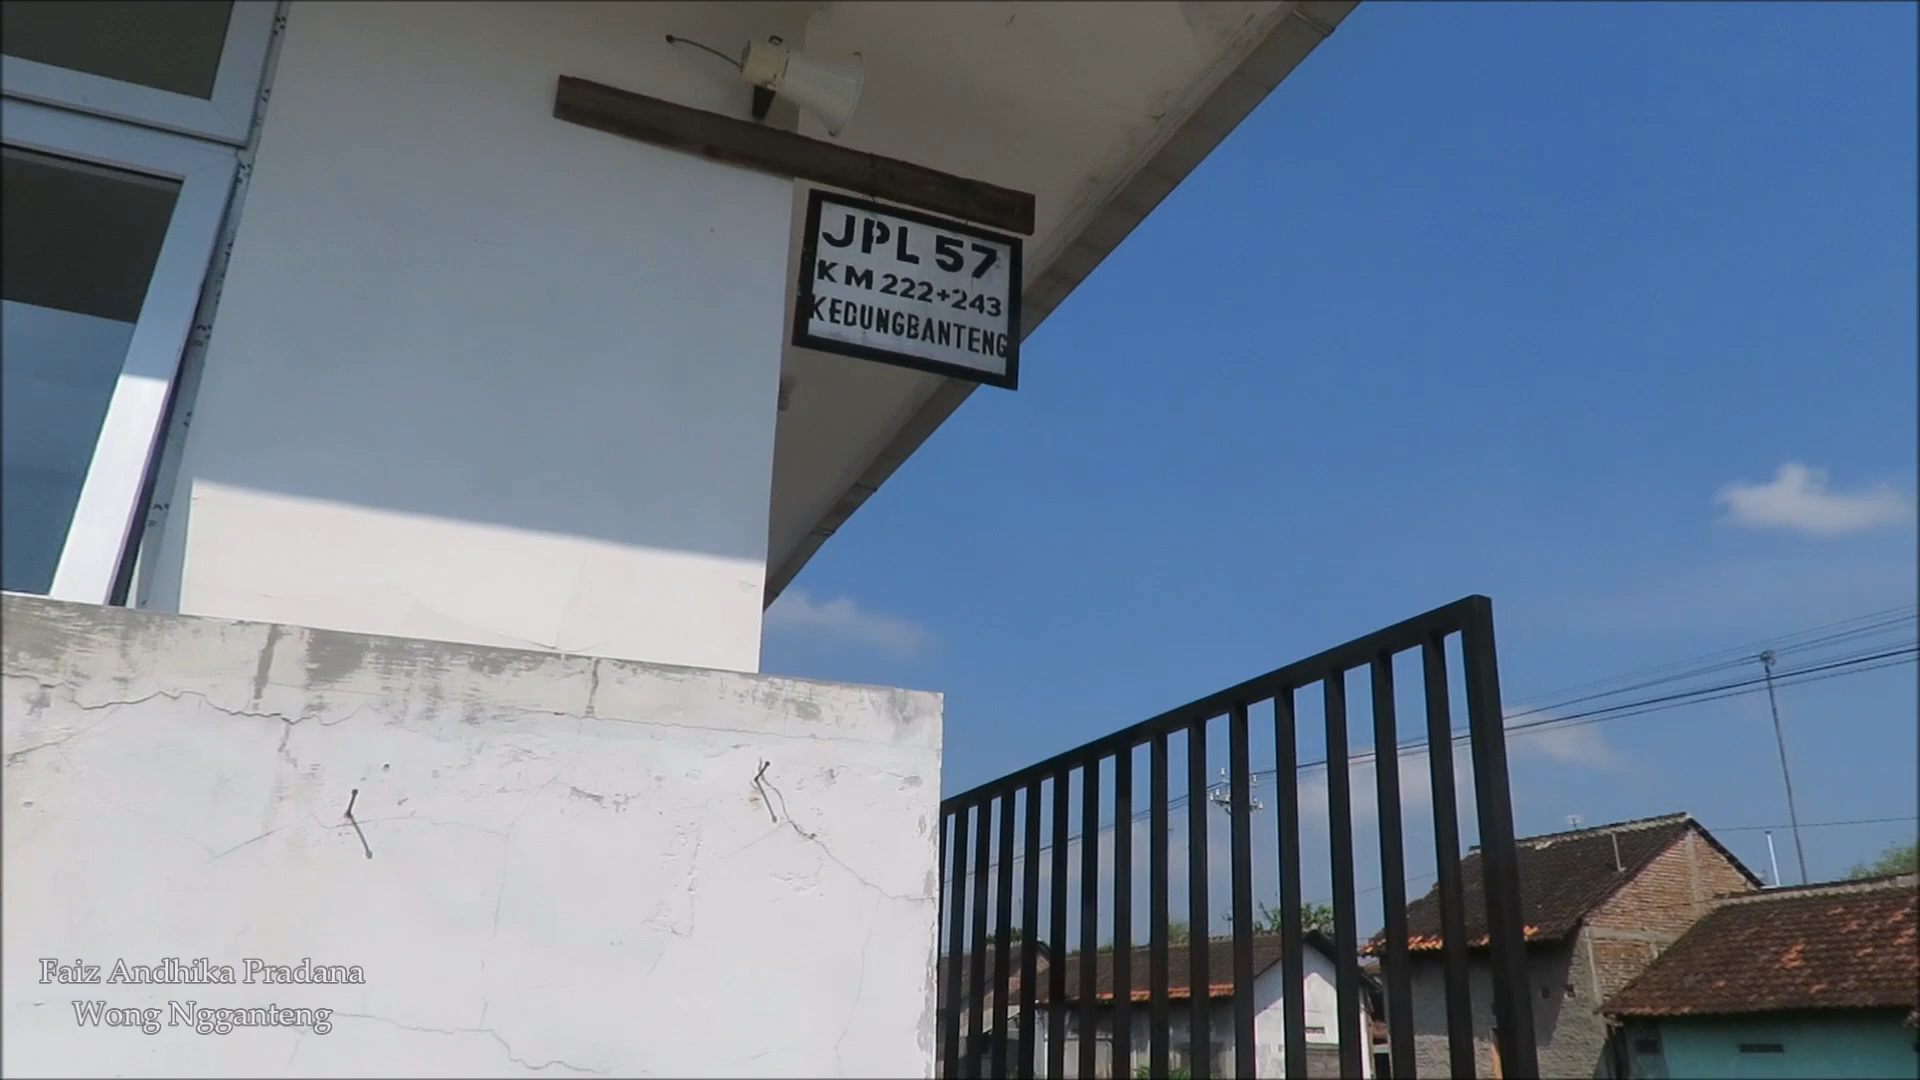 JPL 57
KM 222+243
KEDUNGBANTENG
Faiz Andhika Pradana
Wong Ngganteng